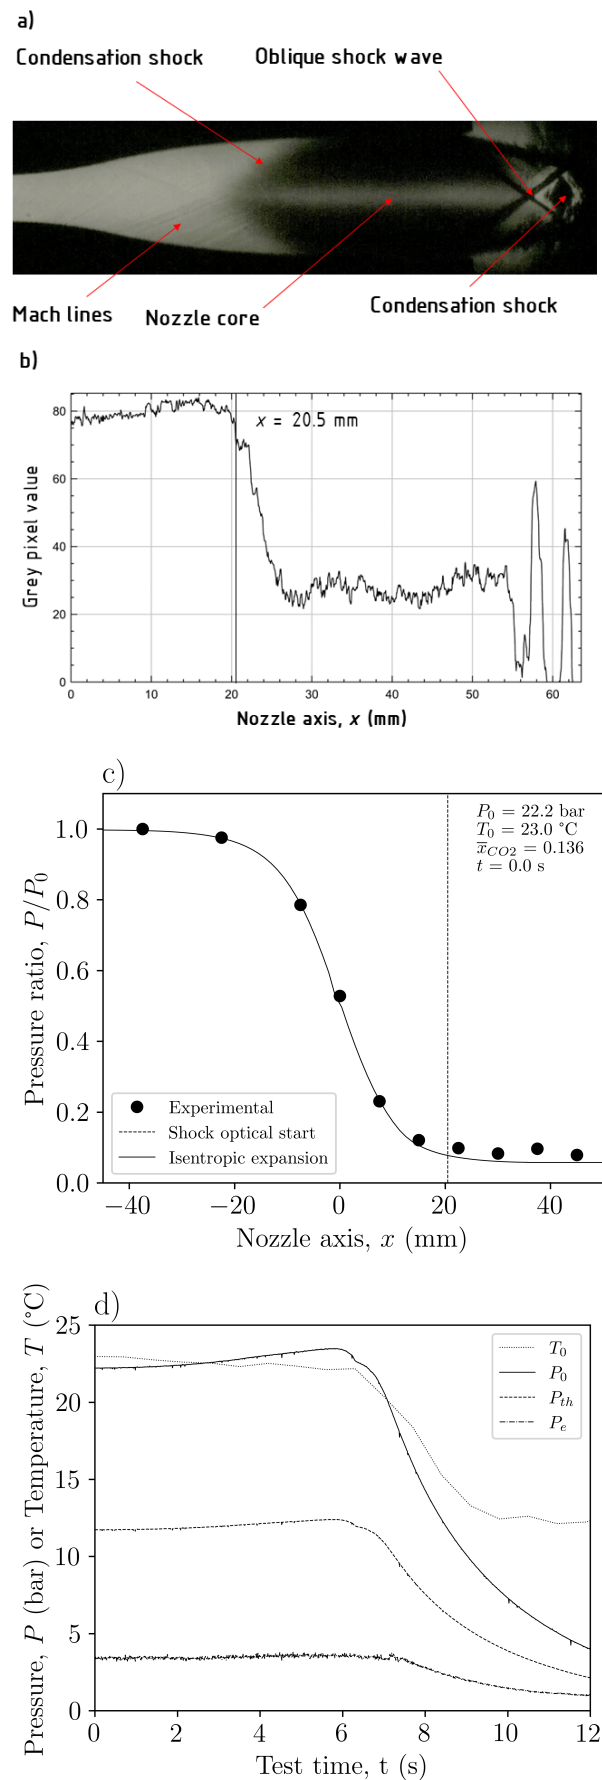 a)
Condensation shock
Oblique shock wave
Mach lines
Nozzle core
Condensation shock
b)
80
60
40
20
0
x = 20.5 mm
Grey pixel value
0 10 20 30 40 50 60
Nozzle axis, x (mm)
c)
1.0
0.8
0.6
0.4
0.2
0.0
P₀ = 22.2 bar
T₀ = 23.0 °C
x̅_CO2 = 0.136
t = 0.0 s
Pressure ratio, P/P₀
Experimental
Shock optical start
Isentropic expansion
−40 −20 0 20 40
Nozzle axis, x (mm)
d)
25
20
15
10
5
0
T₀
P₀
P_th
P_e
Pressure, P (bar) or Temperature, T (°C)
0 2 4 6 8 10 12
Test time, t (s)